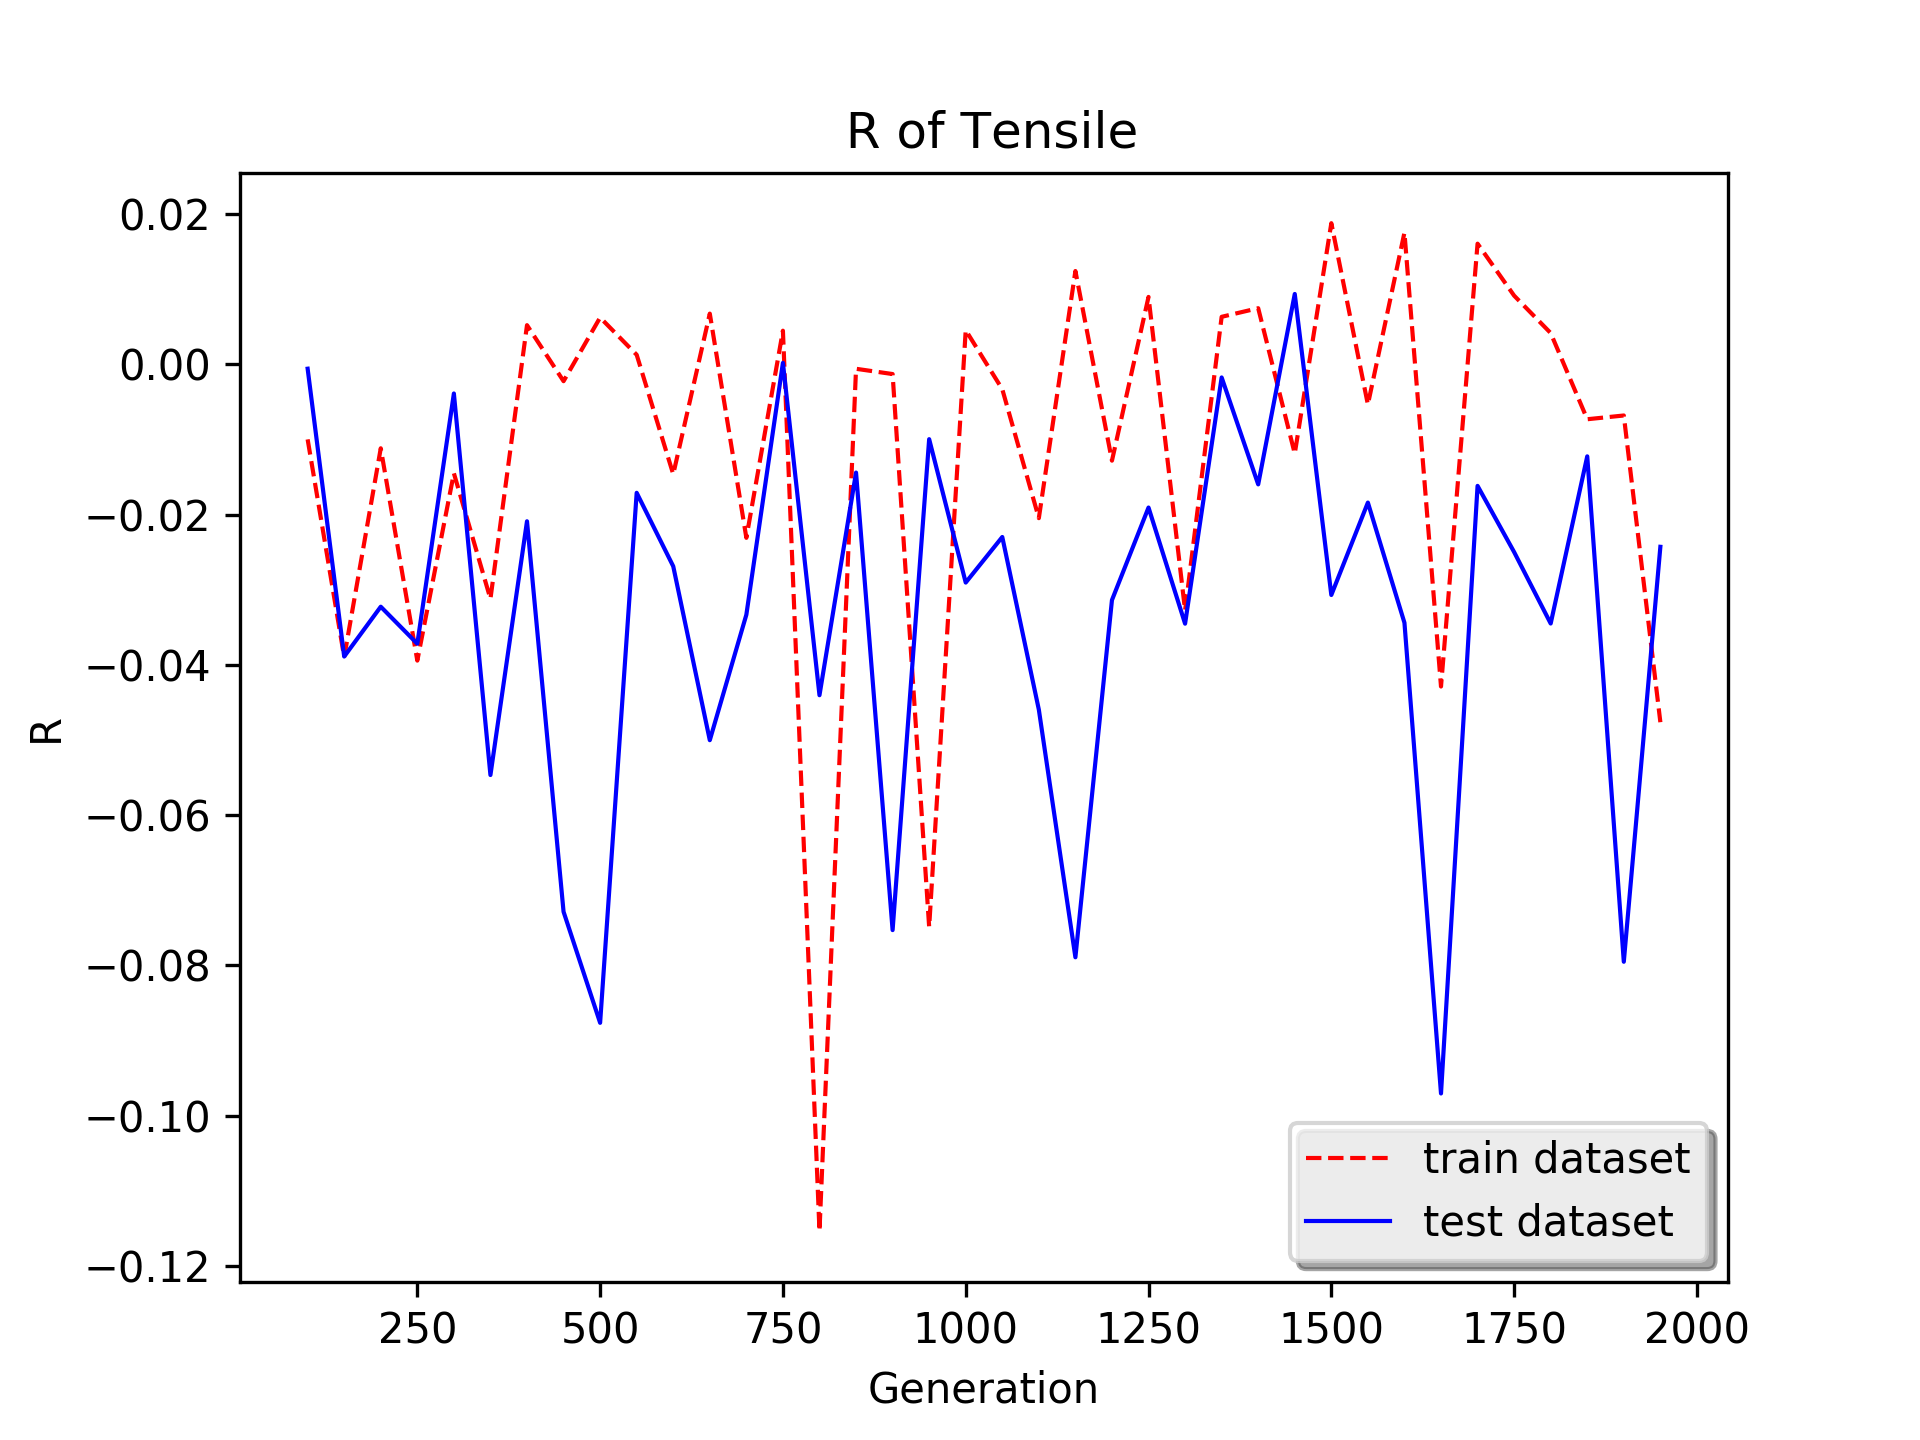 R of Tensile
0.02
0.00
−0.02
−0.04
−0.06
−0.08
−0.10
−0.12
R
250 500 750 1000 1250 1500 1750 2000
Generation
train dataset
test dataset